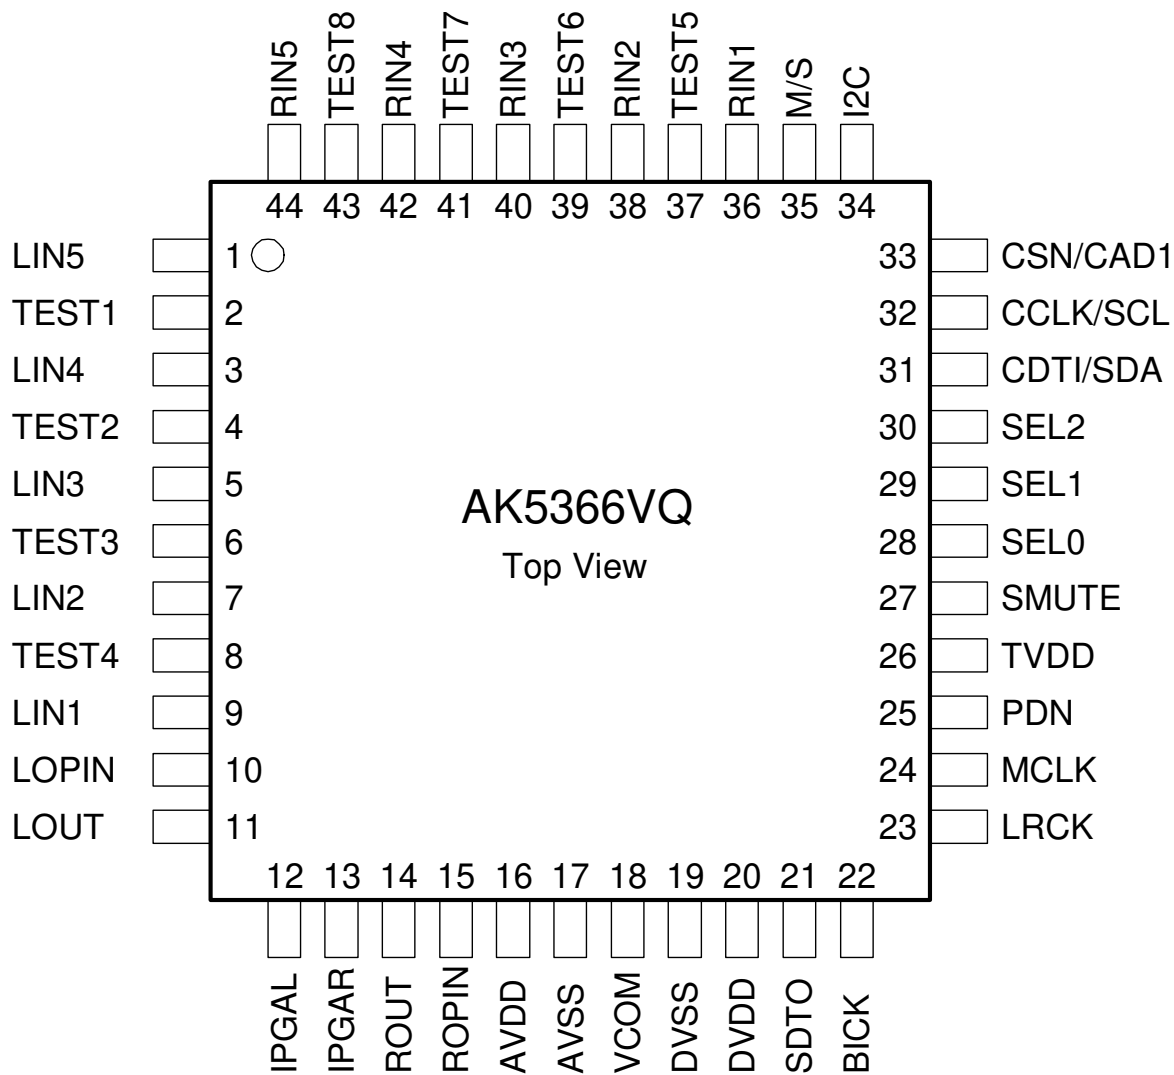 RIN5
TEST8
RIN4
TEST7
RIN3
TEST6
RIN2
TEST5
RIN1
M/S
I2C
44 43 42 41 40 39 38 37 36 35 34
LIN5 1 33 CSN/CAD1
TEST1 2 32 CCLK/SCL
LIN4 3 31 CDTI/SDA
TEST2 4 30 SEL2
LIN3 5 29 SEL1
AK5366VQ
TEST3 6 28 SEL0
Top View
LIN2 7 27 SMUTE
TEST4 8 26 TVDD
LIN1 9 25 PDN
LOPIN 10 24 MCLK
LOUT 11 23 LRCK
12 13 14 15 16 17 18 19 20 21 22
IPGAL
IPGAR
ROUT
ROPIN
AVDD
AVSS
VCOM
DVSS
DVDD
SDTO
BICK